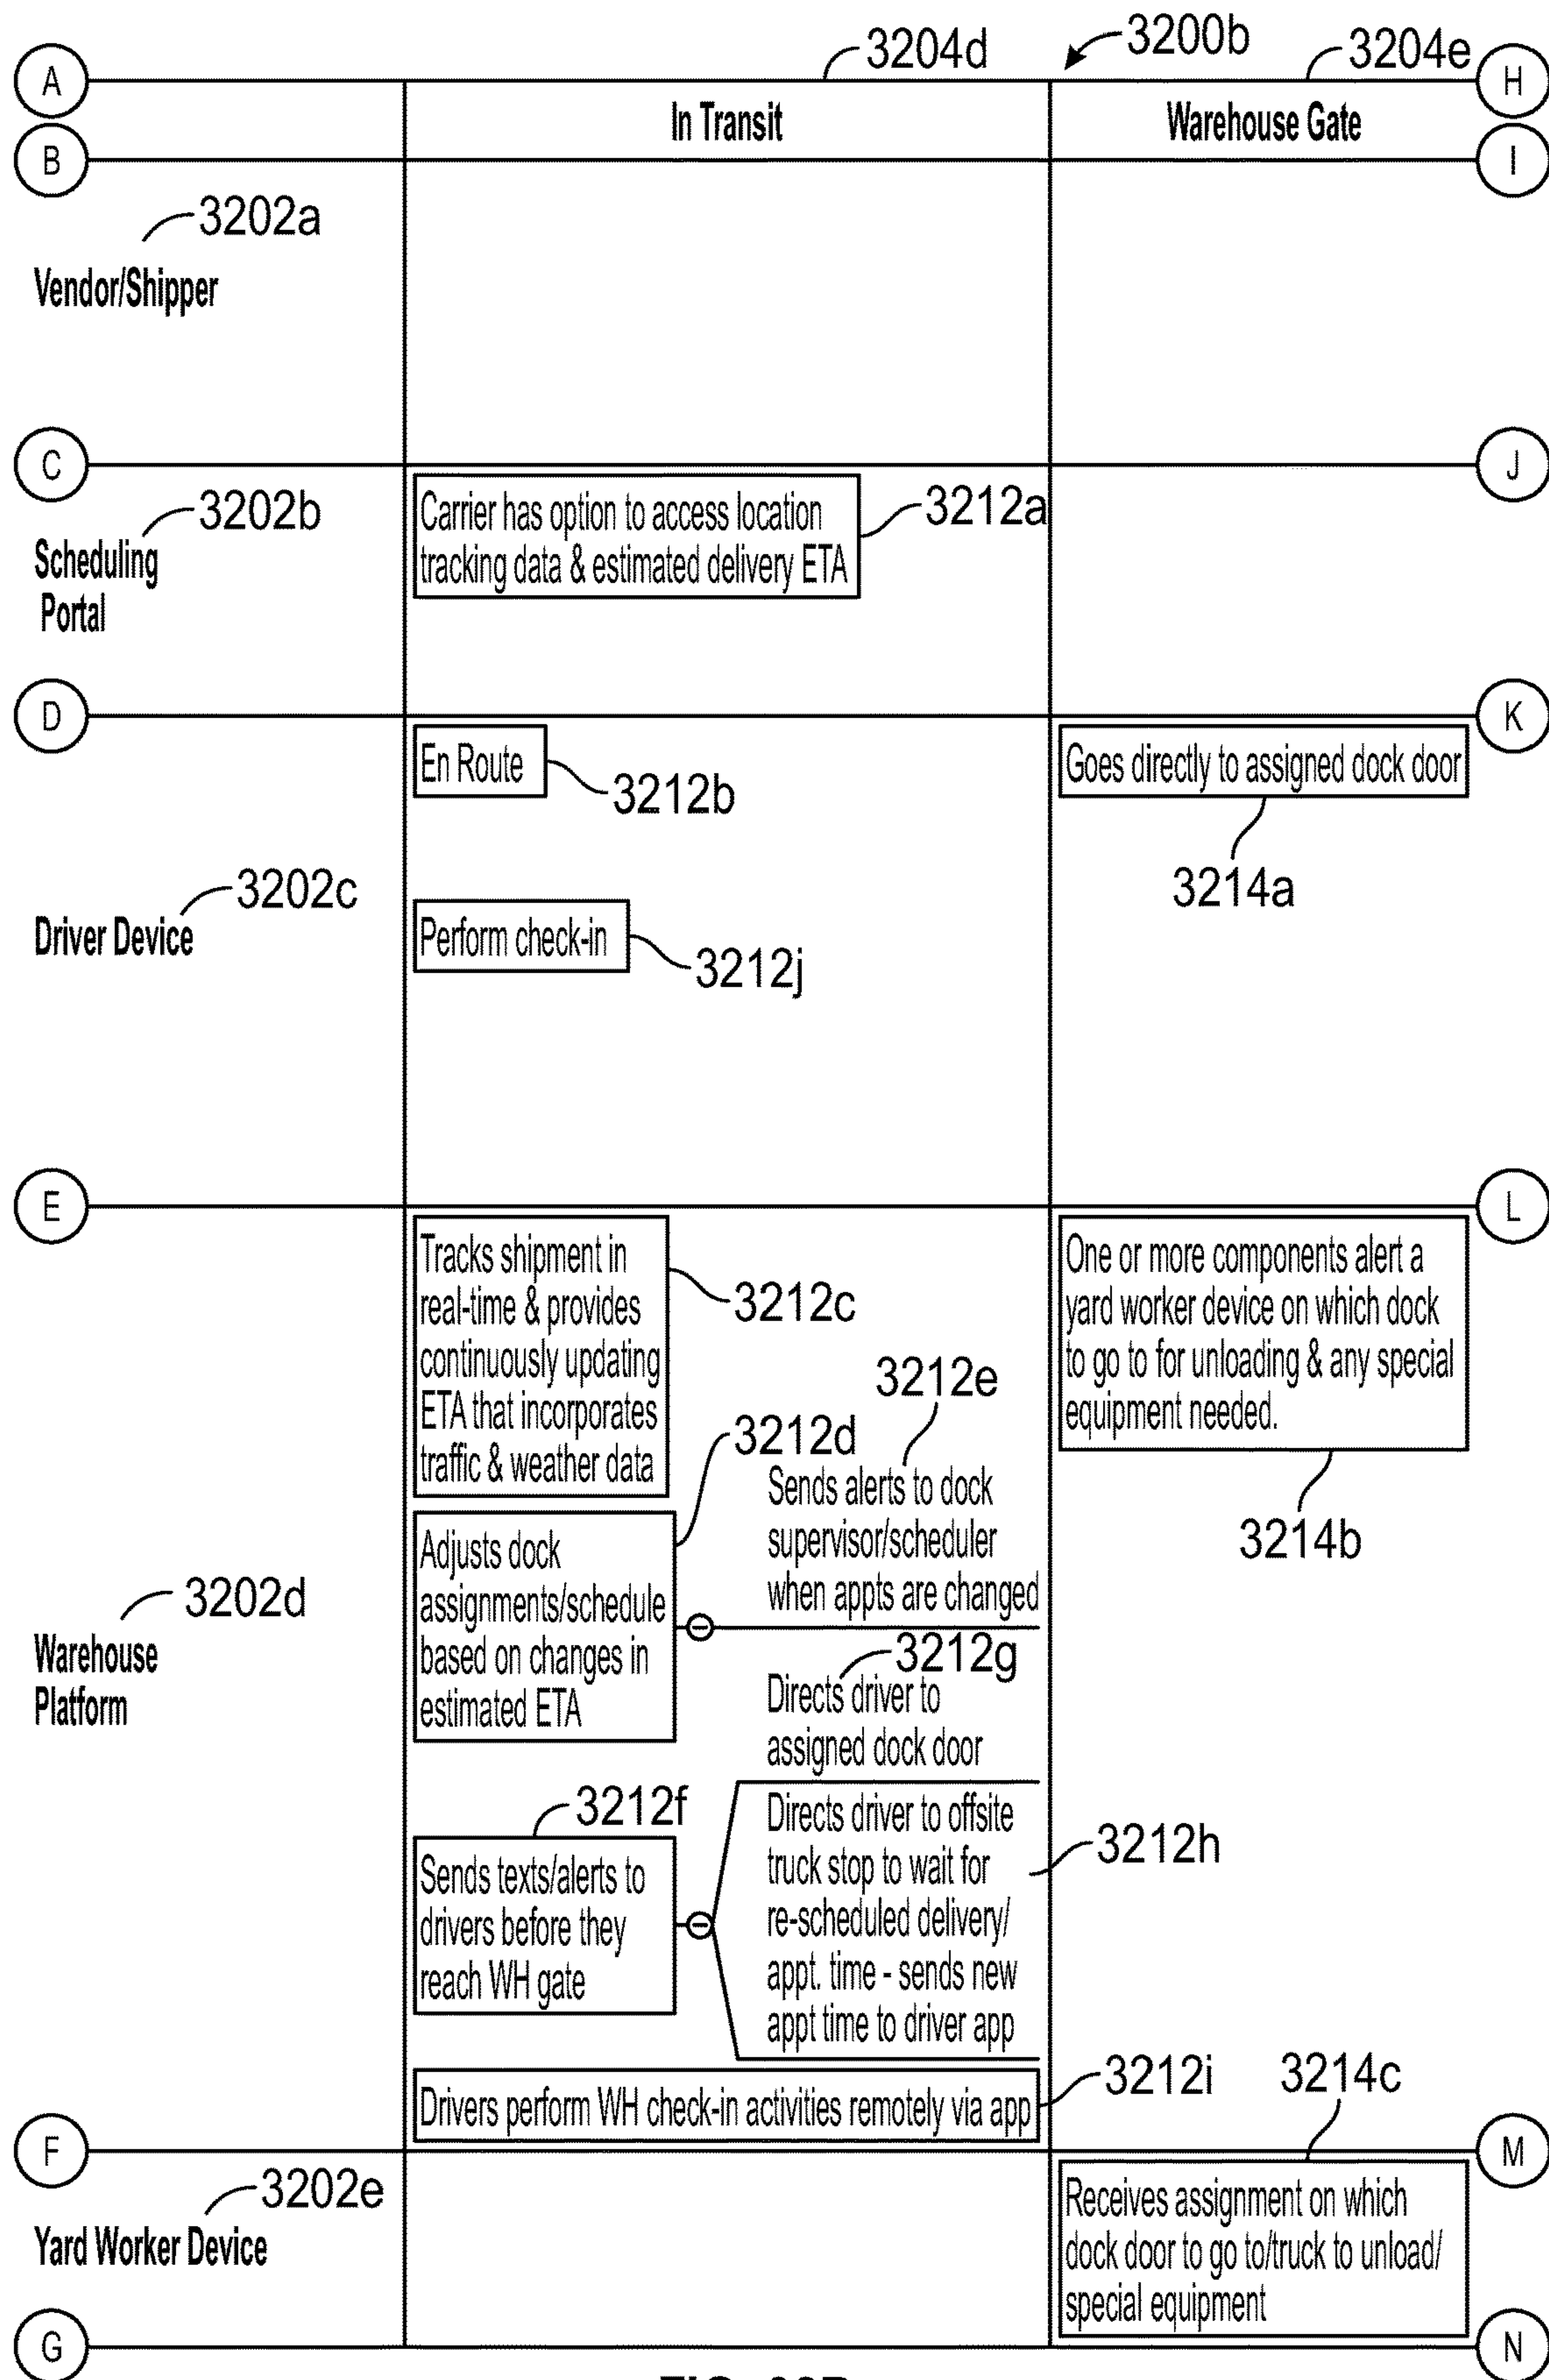 3204d
3200b
3204e
A
H
In Transit
Warehouse Gate
B
I
3202a
Vendor/Shipper
C
J
3202b
Scheduling
Portal
Carrier has option to access location
tracking data & estimated delivery ETA
3212a
D
K
En Route
3212b
Goes directly to assigned dock door
3214a
3202c
Driver Device
Perform check-in
3212j
E
L
Tracks shipment in
real-time & provides
continuously updating
ETA that incorporates
traffic & weather data
3212c
One or more components alert a
yard worker device on which dock
to go to for unloading & any special
equipment needed.
3214b
3202d
Warehouse
Platform
3212d
Adjusts dock
assignments/schedule
based on changes in
estimated ETA
3212e
Sends alerts to dock
supervisor/scheduler
when appts are changed
3212g
Directs driver to
assigned dock door
3212f
Sends texts/alerts to
drivers before they
reach WH gate
Directs driver to offsite
truck stop to wait for
re-scheduled delivery/
appt. time - sends new
appt time to driver app
3212h
Drivers perform WH check-in activities remotely via app
3212i
3214c
F
M
3202e
Yard Worker Device
Receives assignment on which
dock door to go to/truck to unload/
special equipment
G
N